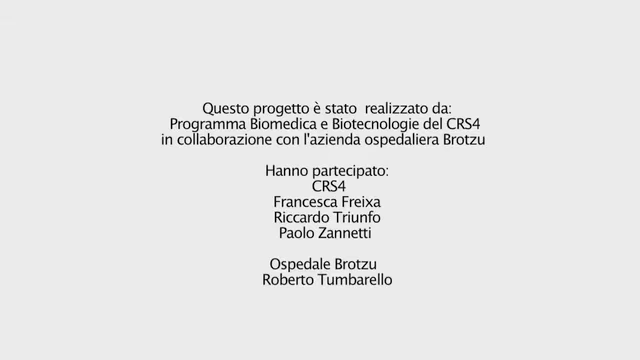 Questo progetto è stato realizzato da:
Programma Biomedica e Biotecnologie del CRS4
in collaborazione con l'azienda ospedaliera Brotzu
Hanno partecipato:
CRS4
Francesca Freixa
Riccardo Triunfo
Paolo Zannetti
Ospedale Brotzu
Roberto Tumbarello